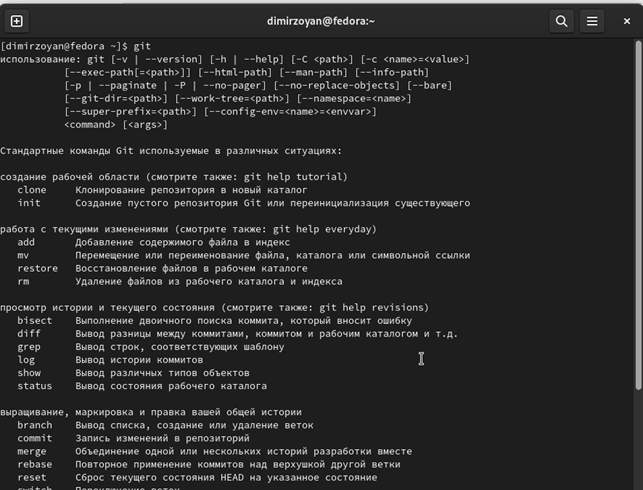 dimirzoyan@fedora:~
[dimirzoyan@fedora ~]$ git
использование: git [-v | --version] [-h | --help] [-C <path>] [-c <name>=<value>]
[--exec-path[=<path>]] [--html-path] [--man-path] [--info-path]
[-p | --paginate | -P | --no-pager] [--no-replace-objects] [--bare]
[--git-dir=<path>] [--work-tree=<path>] [--namespace=<name>]
[--super-prefix=<path>] [--config-env=<name>=<envvar>]
<command> [<args>]
Стандартные команды Git используемые в различных ситуациях:
создание рабочей области (смотрите также: git help tutorial)
clone Клонирование репозитория в новый каталог
init Создание пустого репозитория Git или переинициализация существующего
работа с текущими изменениями (смотрите также: git help everyday)
add Добавление содержимого файла в индекс
mv Перемещение или переименование файла, каталога или символьной ссылки
restore Восстановление файлов в рабочем каталоге
rm Удаление файлов из рабочего каталога и индекса
просмотр истории и текущего состояния (смотрите также: git help revisions)
bisect Выполнение двоичного поиска коммита, который вносит ошибку
diff Вывод разницы между коммитами, коммитом и рабочим каталогом и т.д.
grep Вывод строк, соответствующих шаблону
log Вывод истории коммитов
show Вывод различных типов объектов
status Вывод состояния рабочего каталога
выращивание, маркировка и правка вашей общей истории
branch Вывод списка, создание или удаление веток
commit Запись изменений в репозиторий
merge Объединение одной или нескольких историй разработки вместе
rebase Повторное применение коммитов над верхушкой другой ветки
reset Сброс текущего состояния HEAD на указанное состояние